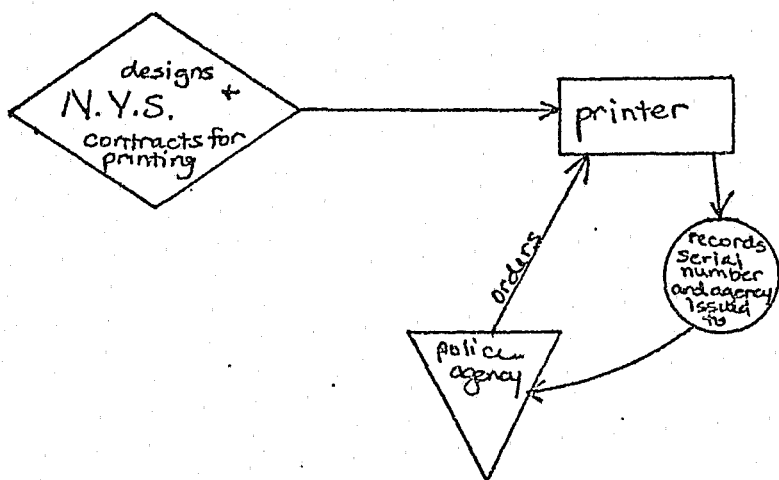 designs +
N.Y.S.
contracts for
printing
printer
orders
records
serial
number
and agency
issued
to
police
agency